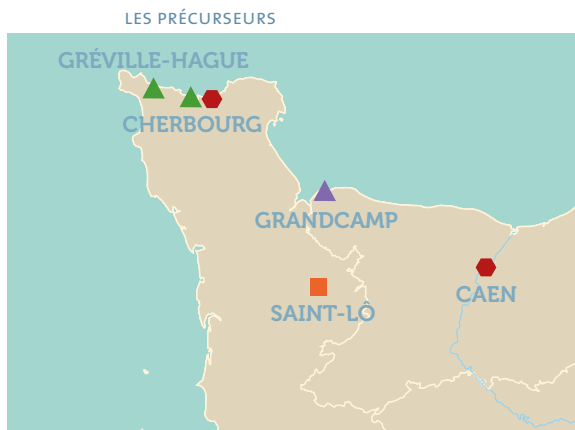 LES PRÉCURSEURS
GRÉVILLE-HAGUE
CHERBOURG
GRANDCAMP
CAEN
SAINT-LÔ